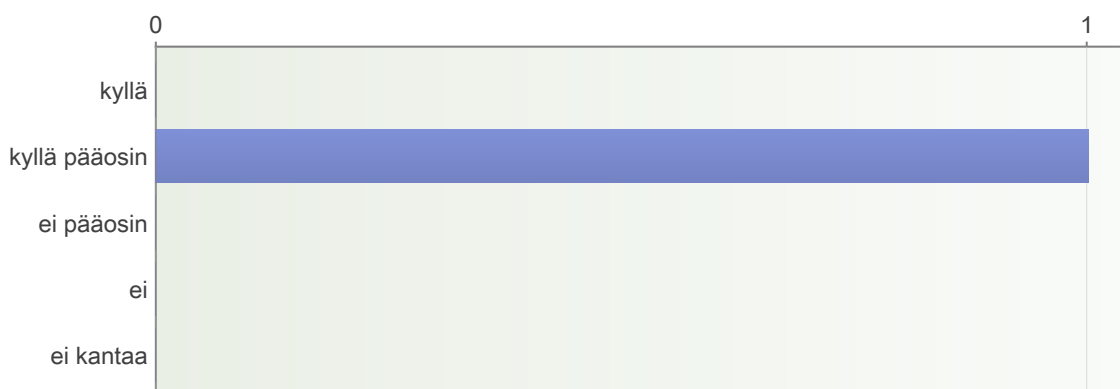 0 1
kyllä
kyllä pääosin
ei pääosin
ei
ei kantaa